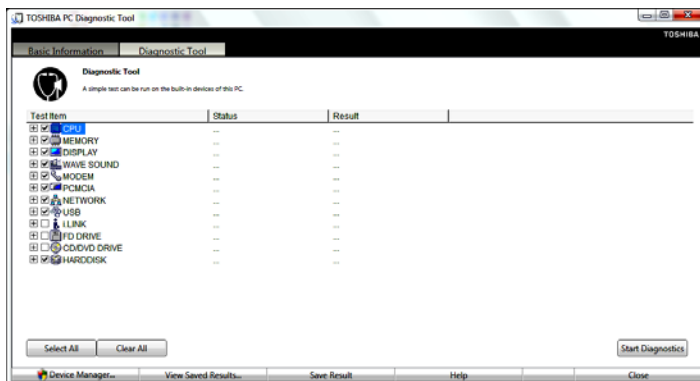 TOSHIBA PC Diagnostic Tool
TOSHIBA
Basic Information Diagnostic Tool
Diagnostic Tool
A simple test can be run on the built-in devices of this PC.
Test Item Status Result
CPU ... ...
MEMORY ... ...
DISPLAY ... ...
WAVE SOUND ... ...
MODEM ... ...
PCMCIA ... ...
NETWORK ... ...
USB ... ...
i.LINK ... ...
FD DRIVE ... ...
CD/DVD DRIVE ... ...
HARDDISK ... ...
Select All Clear All Start Diagnostics
Device Manager... View Saved Results... Save Result Help Close